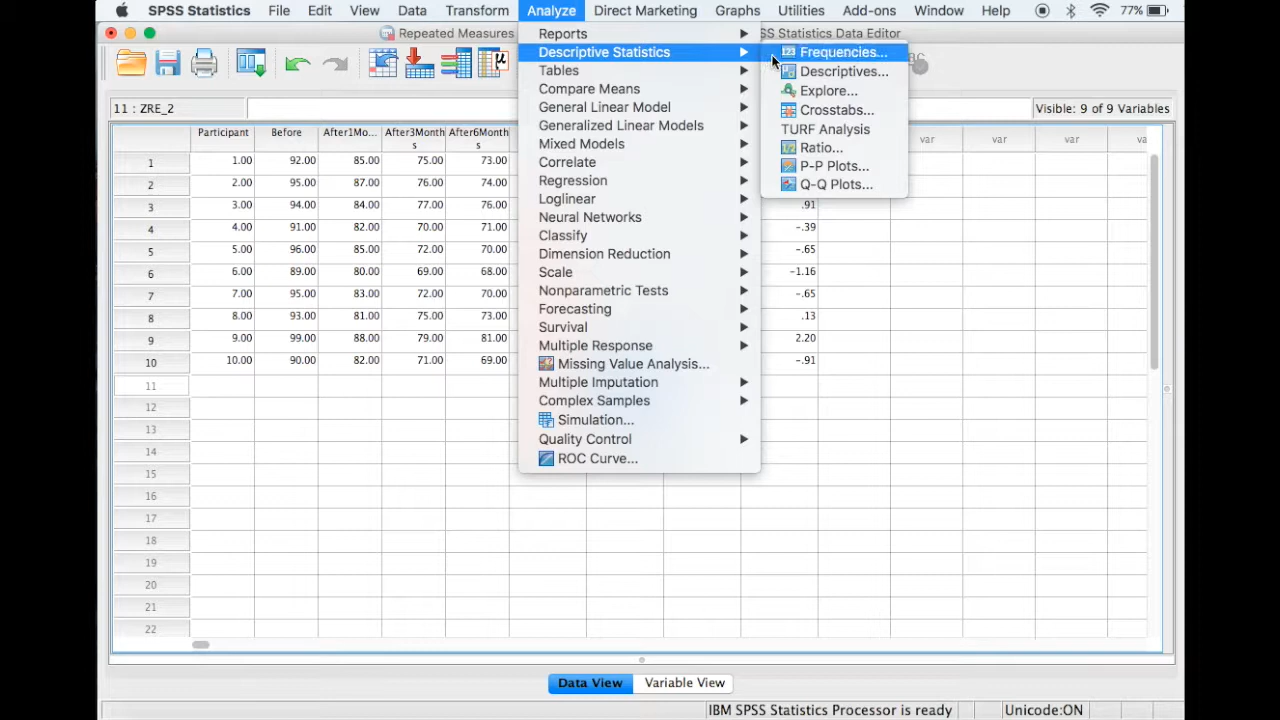 SPSS Statistics File Edit View Data Transform Analyze Direct Marketing Graphs Utilities Add-ons Window Help 77%
Repeated Measures SS Statistics Data Editor
11 : ZRE_2 Visible: 9 of 9 Variables
Reports
Descriptive Statistics
Tables
Compare Means
General Linear Model
Generalized Linear Models
Mixed Models
Correlate
Regression
Loglinear
Neural Networks
Classify
Dimension Reduction
Scale
Nonparametric Tests
Forecasting
Survival
Multiple Response
Missing Value Analysis...
Multiple Imputation
Complex Samples
Simulation...
Quality Control
ROC Curve...
Frequencies...
Descriptives...
Explore...
Crosstabs...
TURF Analysis
Ratio...
P-P Plots...
Q-Q Plots...
Participant Before After1Mo... After3Months After6Months var var var va
1 1.00 92.00 85.00 75.00 73.00
2 2.00 95.00 87.00 76.00 74.00
3 3.00 94.00 84.00 77.00 76.00 .91
4 4.00 91.00 82.00 70.00 71.00 -.39
5 5.00 96.00 85.00 72.00 70.00 -.65
6 6.00 89.00 80.00 69.00 68.00 -1.16
7 7.00 95.00 83.00 72.00 70.00 -.65
8 8.00 93.00 81.00 75.00 73.00 .13
9 9.00 99.00 88.00 79.00 81.00 2.20
10 10.00 90.00 82.00 71.00 69.00 -.91
11
12
13
14
15
16
17
18
19
20
21
22
Data View Variable View
IBM SPSS Statistics Processor is ready Unicode:ON